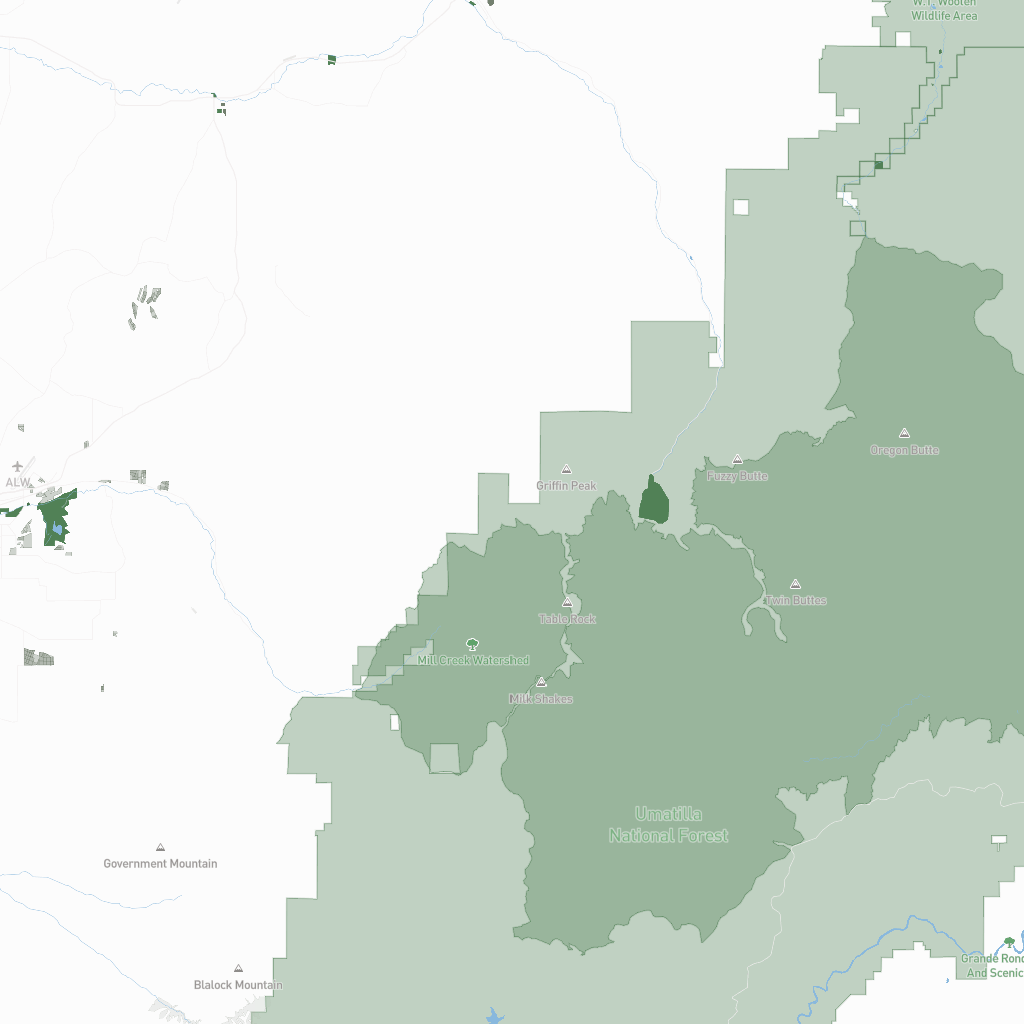 W.T. Wooten
Wildlife Area
Oregon Butte
Fuzzy Butte
Griffin Peak
ALW
Twin Buttes
Table Rock
Mill Creek Watershed
Milk Shakes
Umatilla
National Forest
Government Mountain
Grande Rond
And Scenic
Blalock Mountain